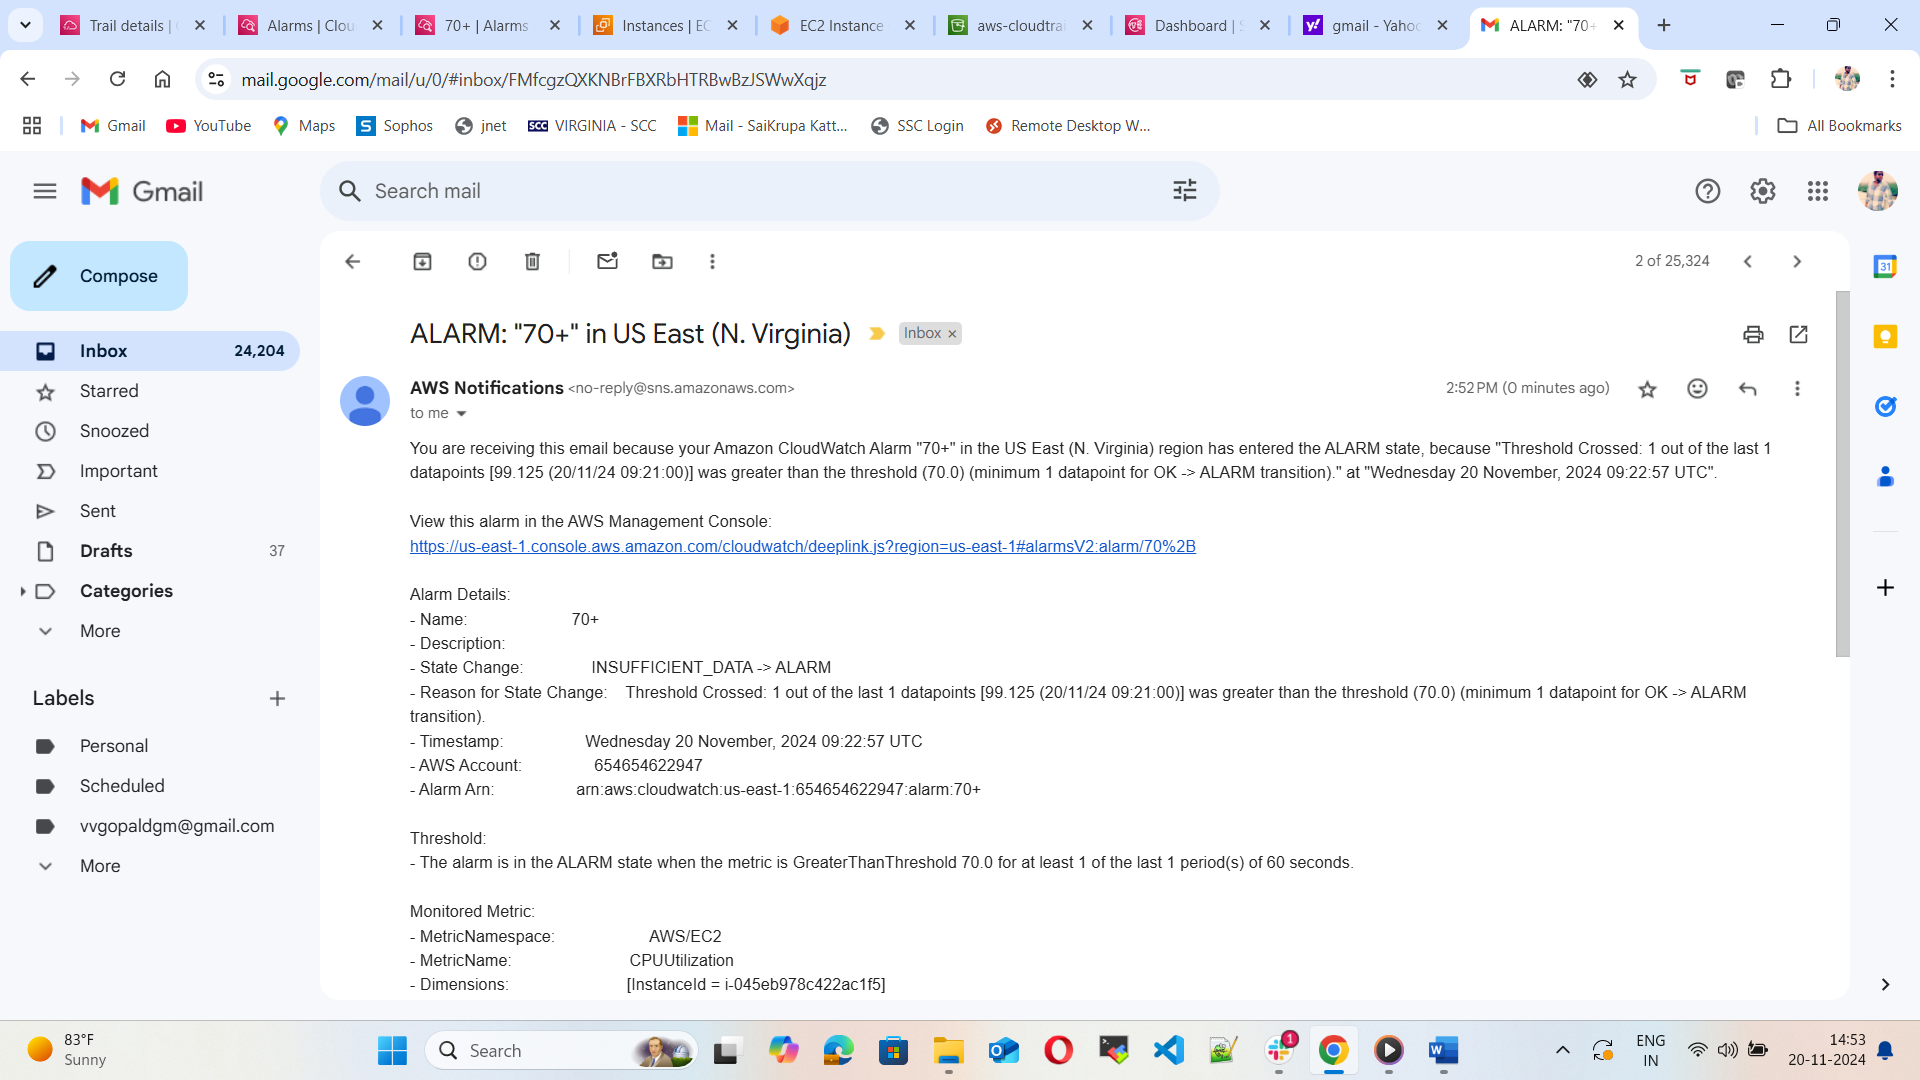 Trail details |
Alarms | Clou
70+ | Alarms
Instances | EC
EC2 Instance
aws-cloudtrai
Dashboard | S
gmail - Yahoo
ALARM: "70+
mail.google.com/mail/u/0/#inbox/FMfcgzQXKNBrFBXRbHTRBwBzJSWwXqjz
Gmail
YouTube
Maps
Sophos
jnet
VIRGINIA - SCC
Mail - SaiKrupa Katt...
SSC Login
Remote Desktop W...
All Bookmarks
Gmail
Search mail
Compose
2 of 25,324
Inbox 24,204
Starred
Snoozed
Important
Sent
Drafts 37
Categories
More
Labels
Personal
Scheduled
vvgopaldgm@gmail.com
More
ALARM: "70+" in US East (N. Virginia)
Inbox ×
AWS Notifications <no-reply@sns.amazonaws.com>
2:52 PM (0 minutes ago)
to me
You are receiving this email because your Amazon CloudWatch Alarm "70+" in the US East (N. Virginia) region has entered the ALARM state, because "Threshold Crossed: 1 out of the last 1
datapoints [99.125 (20/11/24 09:21:00)] was greater than the threshold (70.0) (minimum 1 datapoint for OK -> ALARM transition)." at "Wednesday 20 November, 2024 09:22:57 UTC".
View this alarm in the AWS Management Console:
https://us-east-1.console.aws.amazon.com/cloudwatch/deeplink.js?region=us-east-1#alarmsV2:alarm/70%2B
Alarm Details:
- Name: 70+
- Description:
- State Change: INSUFFICIENT_DATA -> ALARM
- Reason for State Change: Threshold Crossed: 1 out of the last 1 datapoints [99.125 (20/11/24 09:21:00)] was greater than the threshold (70.0) (minimum 1 datapoint for OK -> ALARM
transition).
- Timestamp: Wednesday 20 November, 2024 09:22:57 UTC
- AWS Account: 654654622947
- Alarm Arn: arn:aws:cloudwatch:us-east-1:654654622947:alarm:70+
Threshold:
- The alarm is in the ALARM state when the metric is GreaterThanThreshold 70.0 for at least 1 of the last 1 period(s) of 60 seconds.
Monitored Metric:
- MetricNamespace: AWS/EC2
- MetricName: CPUUtilization
- Dimensions: [InstanceId = i-045eb978c422ac1f5]
83°F
Sunny
Search
1
ENG
IN
14:53
20-11-2024